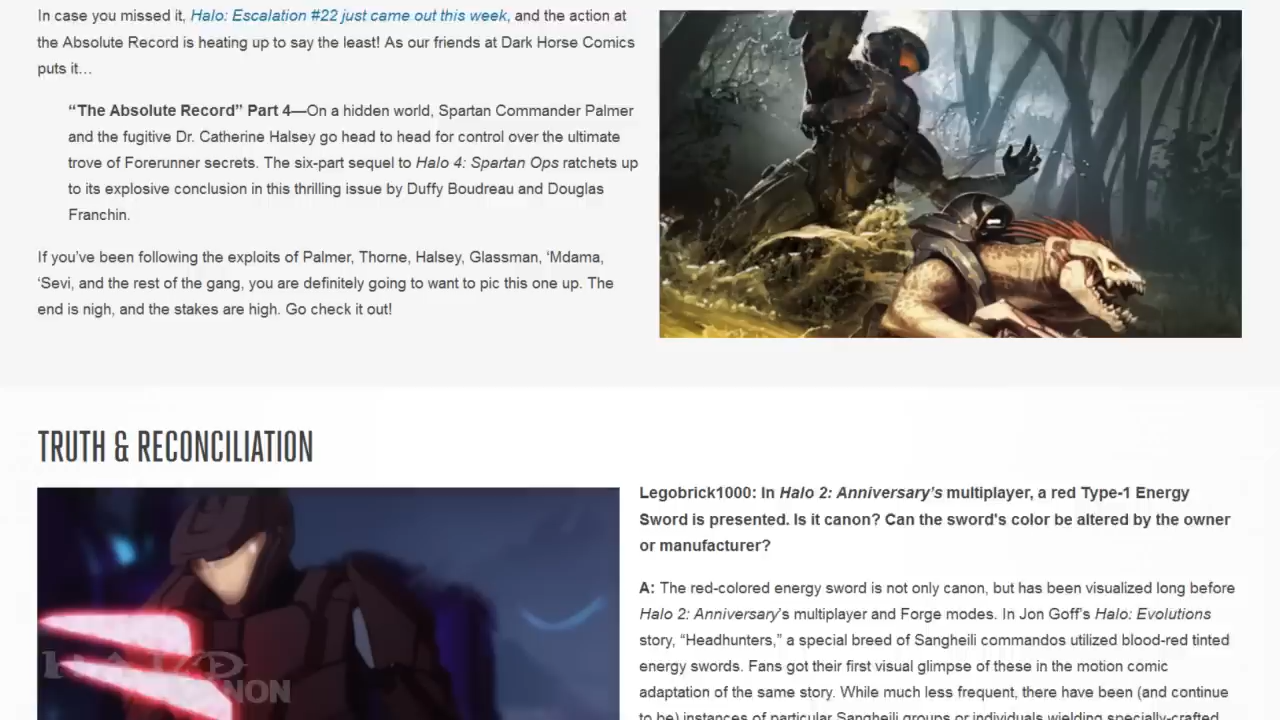 In case you missed it, Halo: Escalation #22 just came out this week, and the action at
the Absolute Record is heating up to say the least! As our friends at Dark Horse Comics
puts it…
“The Absolute Record” Part 4—On a hidden world, Spartan Commander Palmer
and the fugitive Dr. Catherine Halsey go head to head for control over the ultimate
trove of Forerunner secrets. The six-part sequel to Halo 4: Spartan Ops ratchets up
to its explosive conclusion in this thrilling issue by Duffy Boudreau and Douglas
Franchin.
If you’ve been following the exploits of Palmer, Thorne, Halsey, Glassman, ‘Mdama,
‘Sevi, and the rest of the gang, you are definitely going to want to pic this one up. The
end is nigh, and the stakes are high. Go check it out!
TRUTH & RECONCILIATION
Legobrick1000: In Halo 2: Anniversary’s multiplayer, a red Type-1 Energy
Sword is presented. Is it canon? Can the sword's color be altered by the owner
or manufacturer?
A: The red-colored energy sword is not only canon, but has been visualized long before
Halo 2: Anniversary’s multiplayer and Forge modes. In Jon Goff’s Halo: Evolutions
story, “Headhunters,” a special breed of Sangheili commandos utilized blood-red tinted
energy swords. Fans got their first visual glimpse of these in the motion comic
adaptation of the same story. While much less frequent, there have been (and continue
to be) instances of particular Sangheili groups or individuals wielding specially-crafted
HALO
CANON